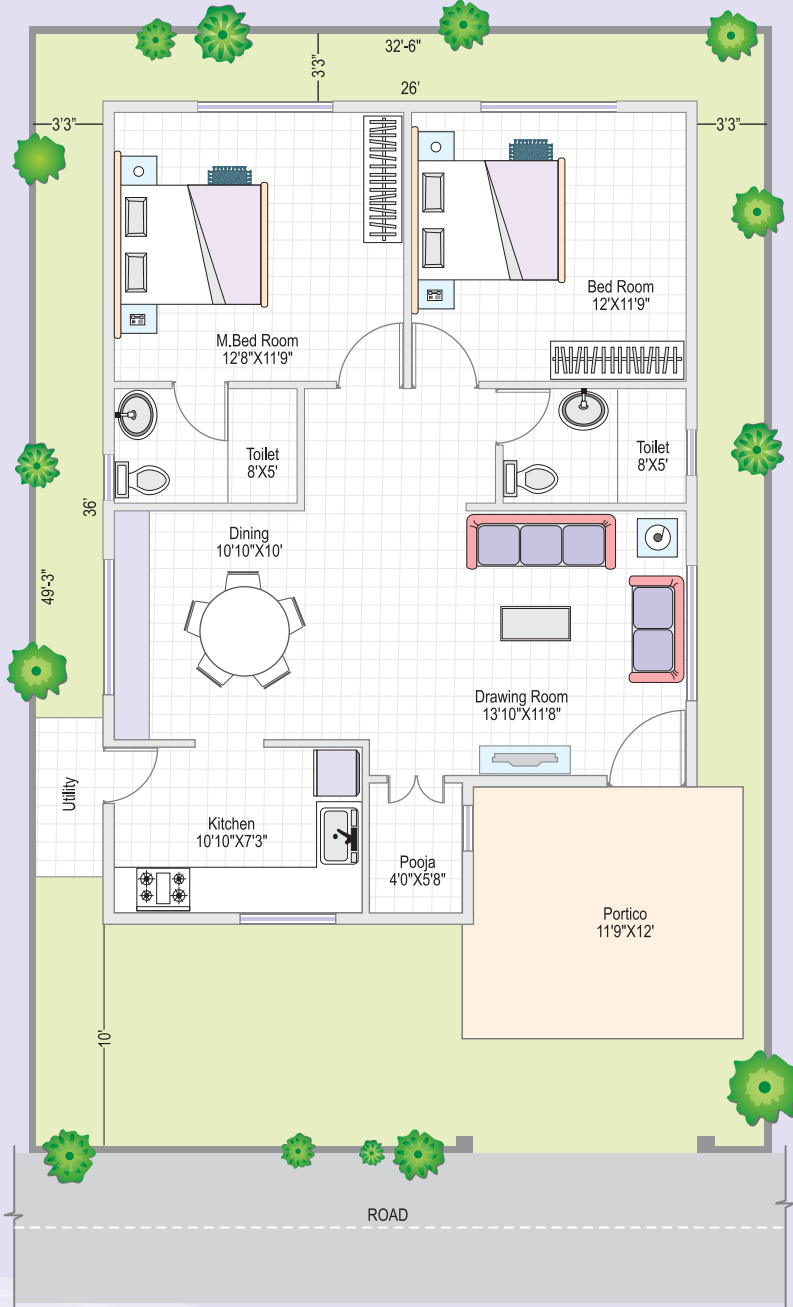 32'-6"
3'3"
26'
3'3"
3'3"
Bed Room
12'X11'9"
M.Bed Room
12'8"X11'9"
Toilet
8'X5'
Toilet
8'X5'
36'
Dining
10'10"X10'
49'-3"
Drawing Room
13'10"X11'8"
Utility
Kitchen
10'10"X7'3"
Pooja
4'0"X5'8"
Portico
11'9"X12'
10'
ROAD